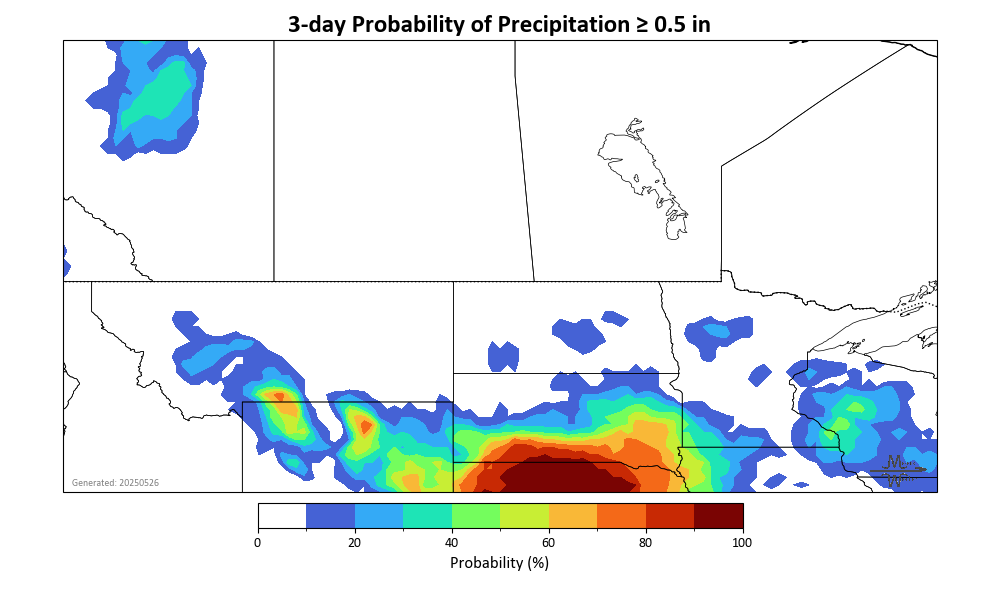 3-day Probability of Precipitation ≥ 0.5 in
Generated: 20250526
0 20 40 60 80 100
Probability (%)